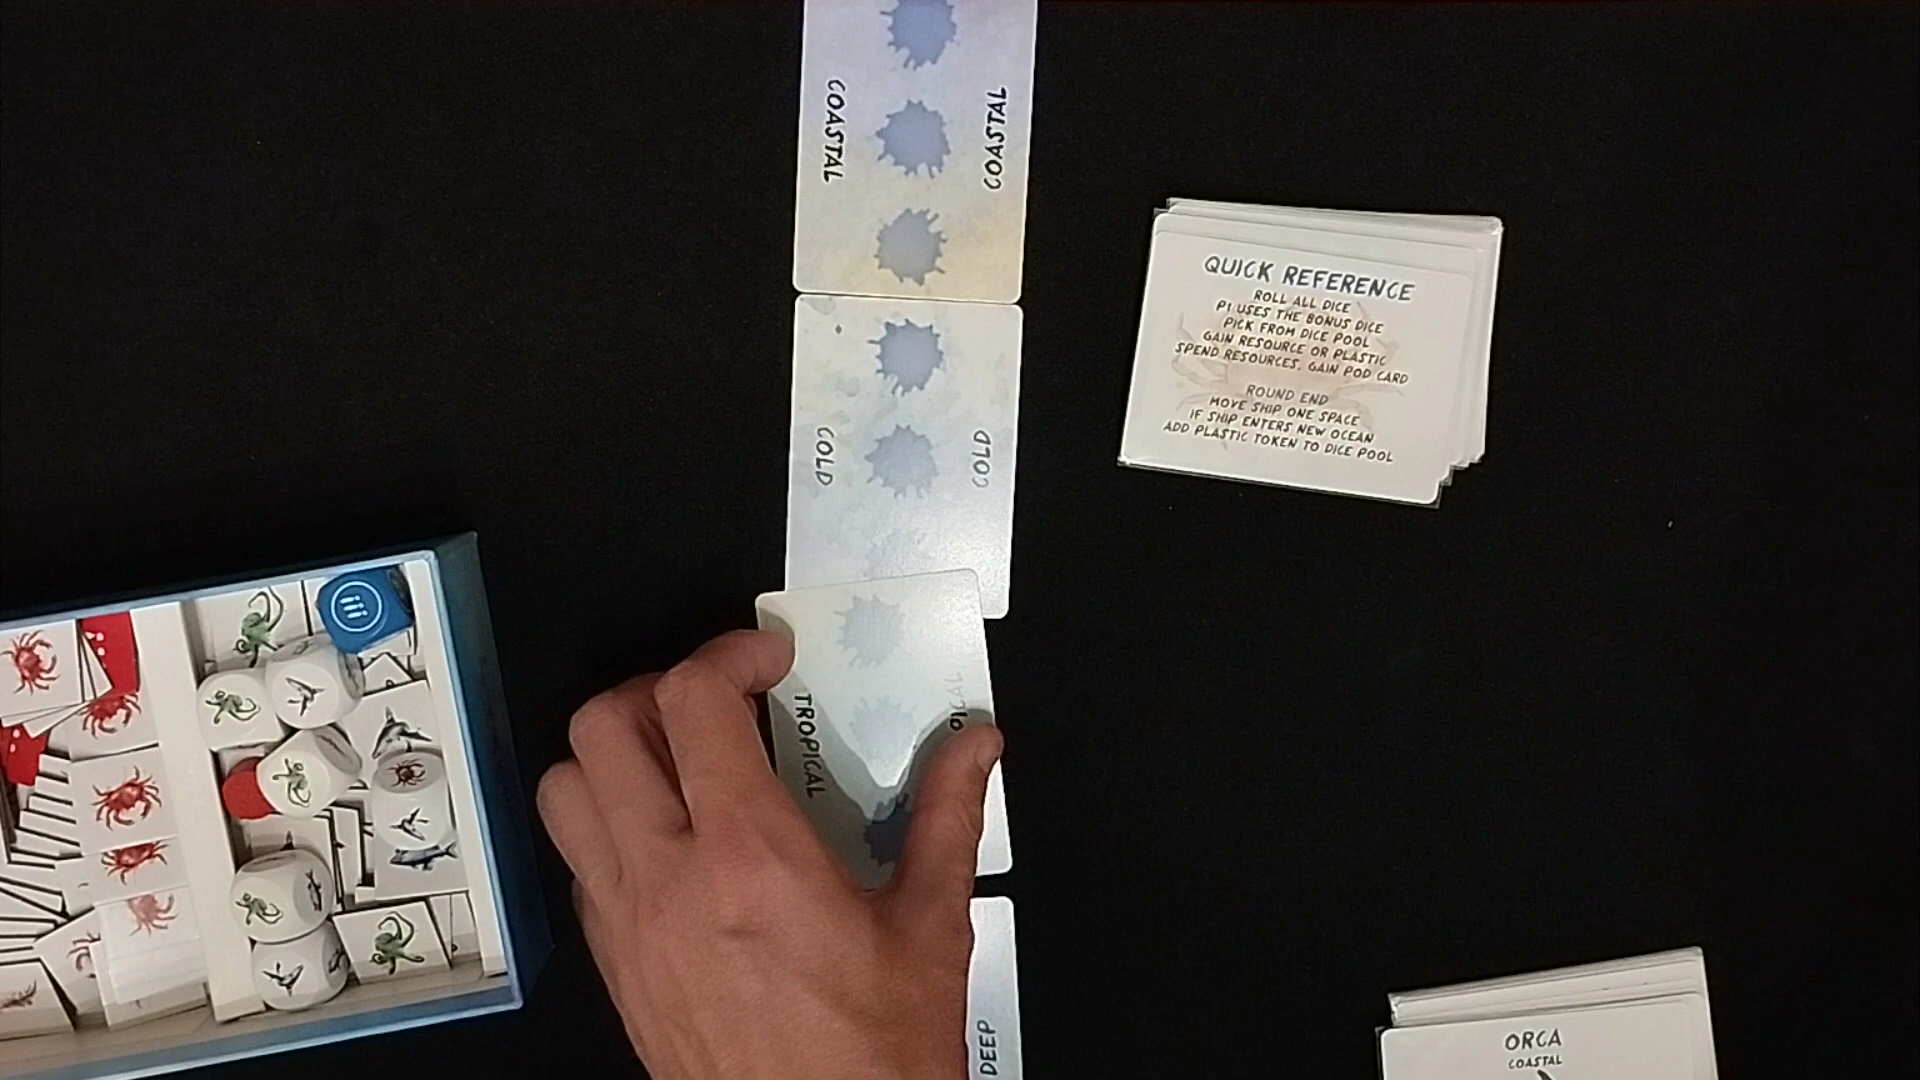 COASTAL
COASTAL
COLD
COLD
TROPICAL
DEEP
QUICK REFERENCE
ROLL ALL DICE
P1 USES THE BONUS DICE
PICK FROM DICE POOL
GAIN RESOURCE OR PLASTIC
SPEND RESOURCES, GAIN POD CARD
ROUND END
MOVE SHIP ONE SPACE
IF SHIP ENTERS NEW OCEAN
ADD PLASTIC TOKEN TO DICE POOL
ORCA
COASTAL